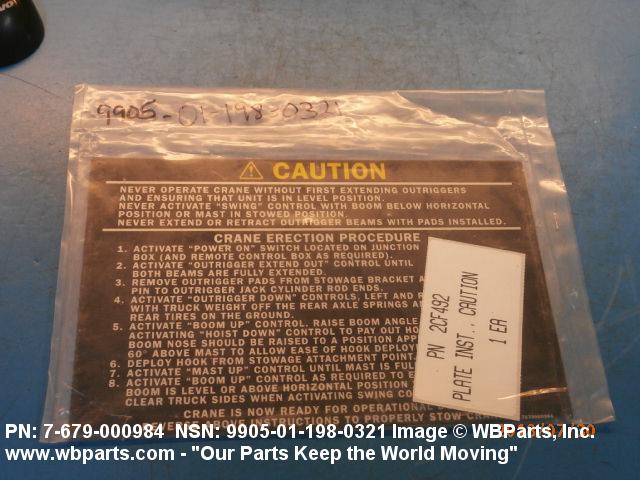 9905-01-198-0321
⚠ CAUTION
NEVER OPERATE CRANE WITHOUT FIRST EXTENDING OUTRIGGERS
AND ENSURING THAT UNIT IS IN LEVEL POSITION.
NEVER ACTIVATE "SWING" CONTROL WITH BOOM BELOW HORIZONTAL
POSITION OR MAST IN STOWED POSITION.
NEVER EXTEND OR RETRACT OUTRIGGER BEAMS WITH PADS INSTALLED.
CRANE ERECTION PROCEDURE
1. ACTIVATE "POWER ON" SWITCH LOCATED ON JUNCTION
BOX (AND REMOTE CONTROL BOX AS REQUIRED).
2. ACTIVATE "OUTRIGGER EXTEND OUT" CONTROL UNTIL
BOTH BEAMS ARE FULLY EXTENDED.
3. REMOVE OUTRIGGER PADS FROM STOWAGE BRACKET
PIN TO OUTRIGGER JACK CYLINDER ROD ENDS.
4. ACTIVATE "OUTRIGGER DOWN" CONTROLS, LEFT AND
WITH TRUCK WEIGHT OFF THE REAR AXLE SPRINGS
REAR TIRES ON THE GROUND.
5. ACTIVATE "BOOM UP" CONTROL. RAISE BOOM ANGLE
ACTIVATING "HOIST DOWN" CONTROL TO PAY OUT
BOOM NOSE SHOULD BE RAISED TO A POSITION
60° ABOVE MAST TO ALLOW EASE OF HOOK
6. DEPLOY HOOK FROM STOWAGE ATTACHMENT
7. ACTIVATE "MAST UP" CONTROL UNTIL MAST IS
8. ACTIVATE "BOOM UP" CONTROL AS REQUIRED TO
BOOM IS LEVEL OR ABOVE HORIZONTAL POSITION
CLEAR TRUCK SIDES WHEN ACTIVATING SWING
CRANE IS NOW READY FOR
REVERSE ABOVE INSTRUCTIONS TO PROPERLY STOW
PN 2CF492
PLATE INST., CAUTION
1 EA
PN: 7-679-000984 NSN: 9905-01-198-0321 Image © WBParts, Inc.
www.wbparts.com - "Our Parts Keep the World Moving"